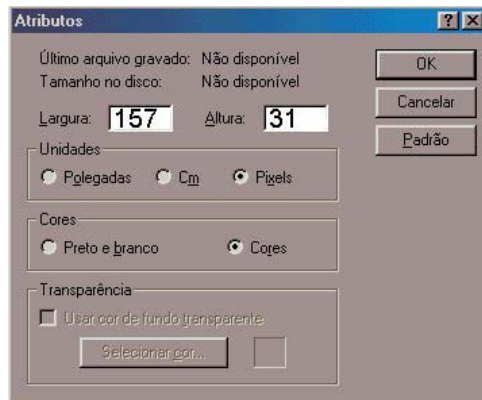 Atributos
Último arquivo gravado: Não disponível
Tamanho no disco: Não disponível
OK
Cancelar
Padrão
Largura: 157 Altura: 31
Unidades
Polegadas Cm Pixels
Cores
Preto e branco Cores
Transparência
Usar cor de fundo transparente
Selecionar cor...